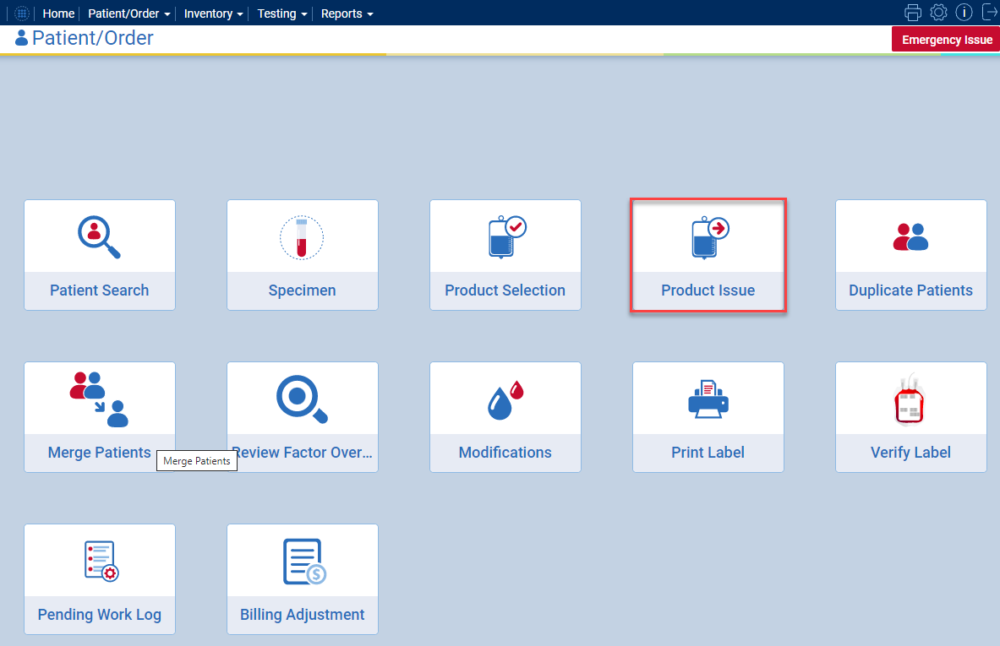 Home Patient/Order Inventory Testing Reports
Patient/Order
Emergency Issue
Patient Search
Specimen
Product Selection
Product Issue
Duplicate Patients
Merge Patients
Merge Patients
Review Factor Over...
Modifications
Print Label
Verify Label
Pending Work Log
Billing Adjustment